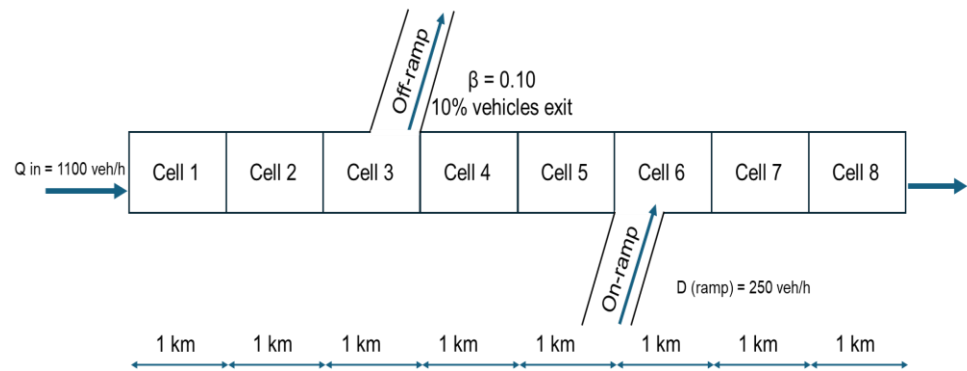 Off-ramp
β = 0.10
10% vehicles exit
Q in = 1100 veh/h
Cell 1
Cell 2
Cell 3
Cell 4
Cell 5
Cell 6
Cell 7
Cell 8
On-ramp
D (ramp) = 250 veh/h
1 km
1 km
1 km
1 km
1 km
1 km
1 km
1 km